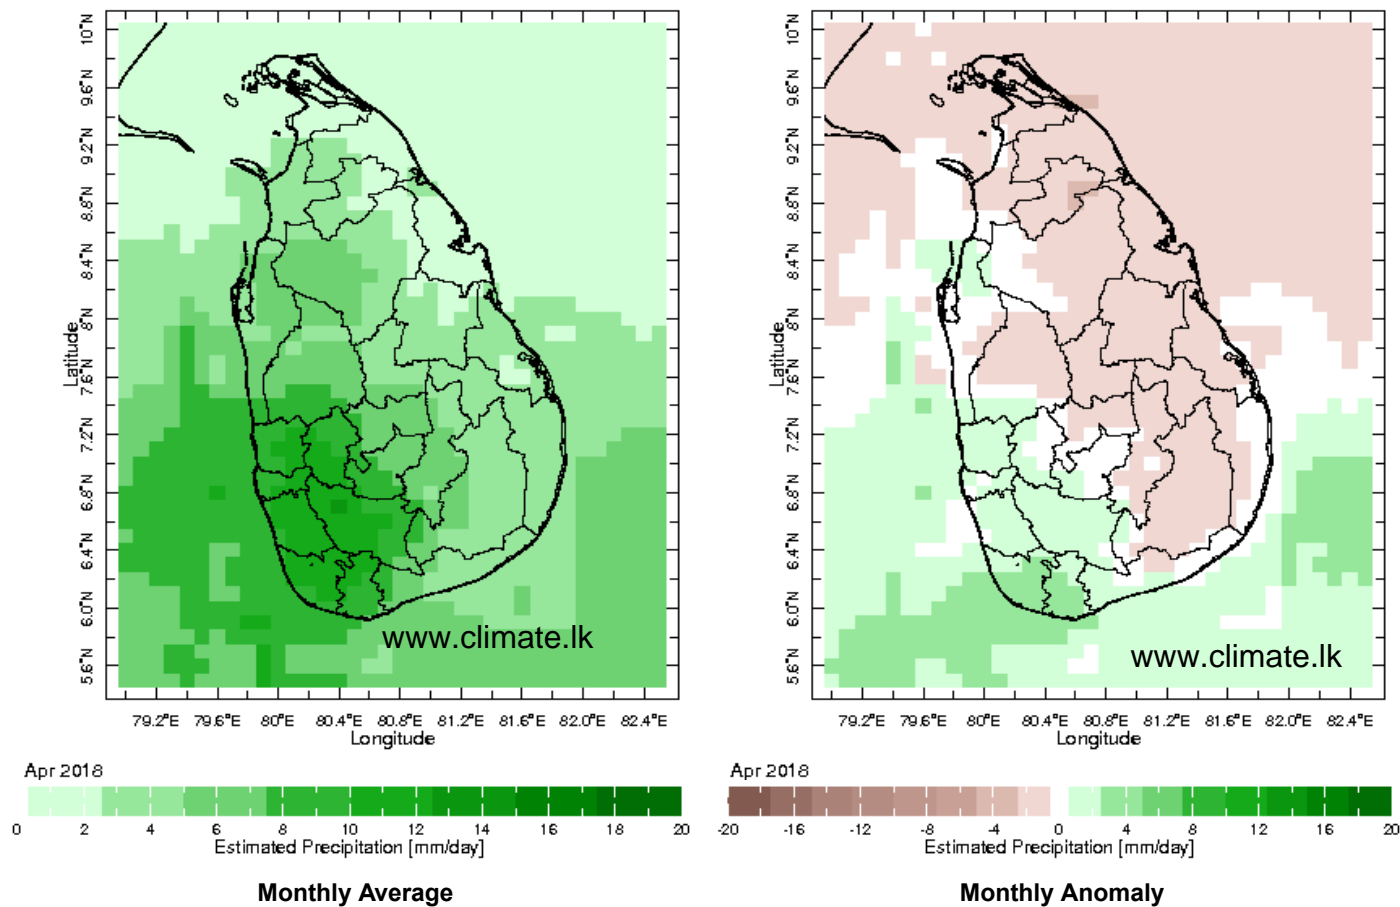 10°N
9.6°N
9.2°N
8.8°N
8.4°N
8°N
7.6°N
7.2°N
6.8°N
6.4°N
6.0°N
5.6°N
Latitude
www.climate.lk
79.2°E 79.6°E 80°E 80.4°E 80.8°E 81.2°E 81.6°E 82.0°E 82.4°E
Longitude
Apr 2018
0 2 4 6 8 10 12 14 16 18 20
Estimated Precipitation [mm/day]
Monthly Average
10°N
9.6°N
9.2°N
8.8°N
8.4°N
8°N
7.6°N
7.2°N
6.8°N
6.4°N
6.0°N
5.6°N
Latitude
www.climate.lk
79.2°E 79.6°E 80°E 80.4°E 80.8°E 81.2°E 81.6°E 82.0°E 82.4°E
Longitude
Apr 2018
-20 -16 -12 -8 -4 0 4 8 12 16 20
Estimated Precipitation [mm/day]
Monthly Anomaly